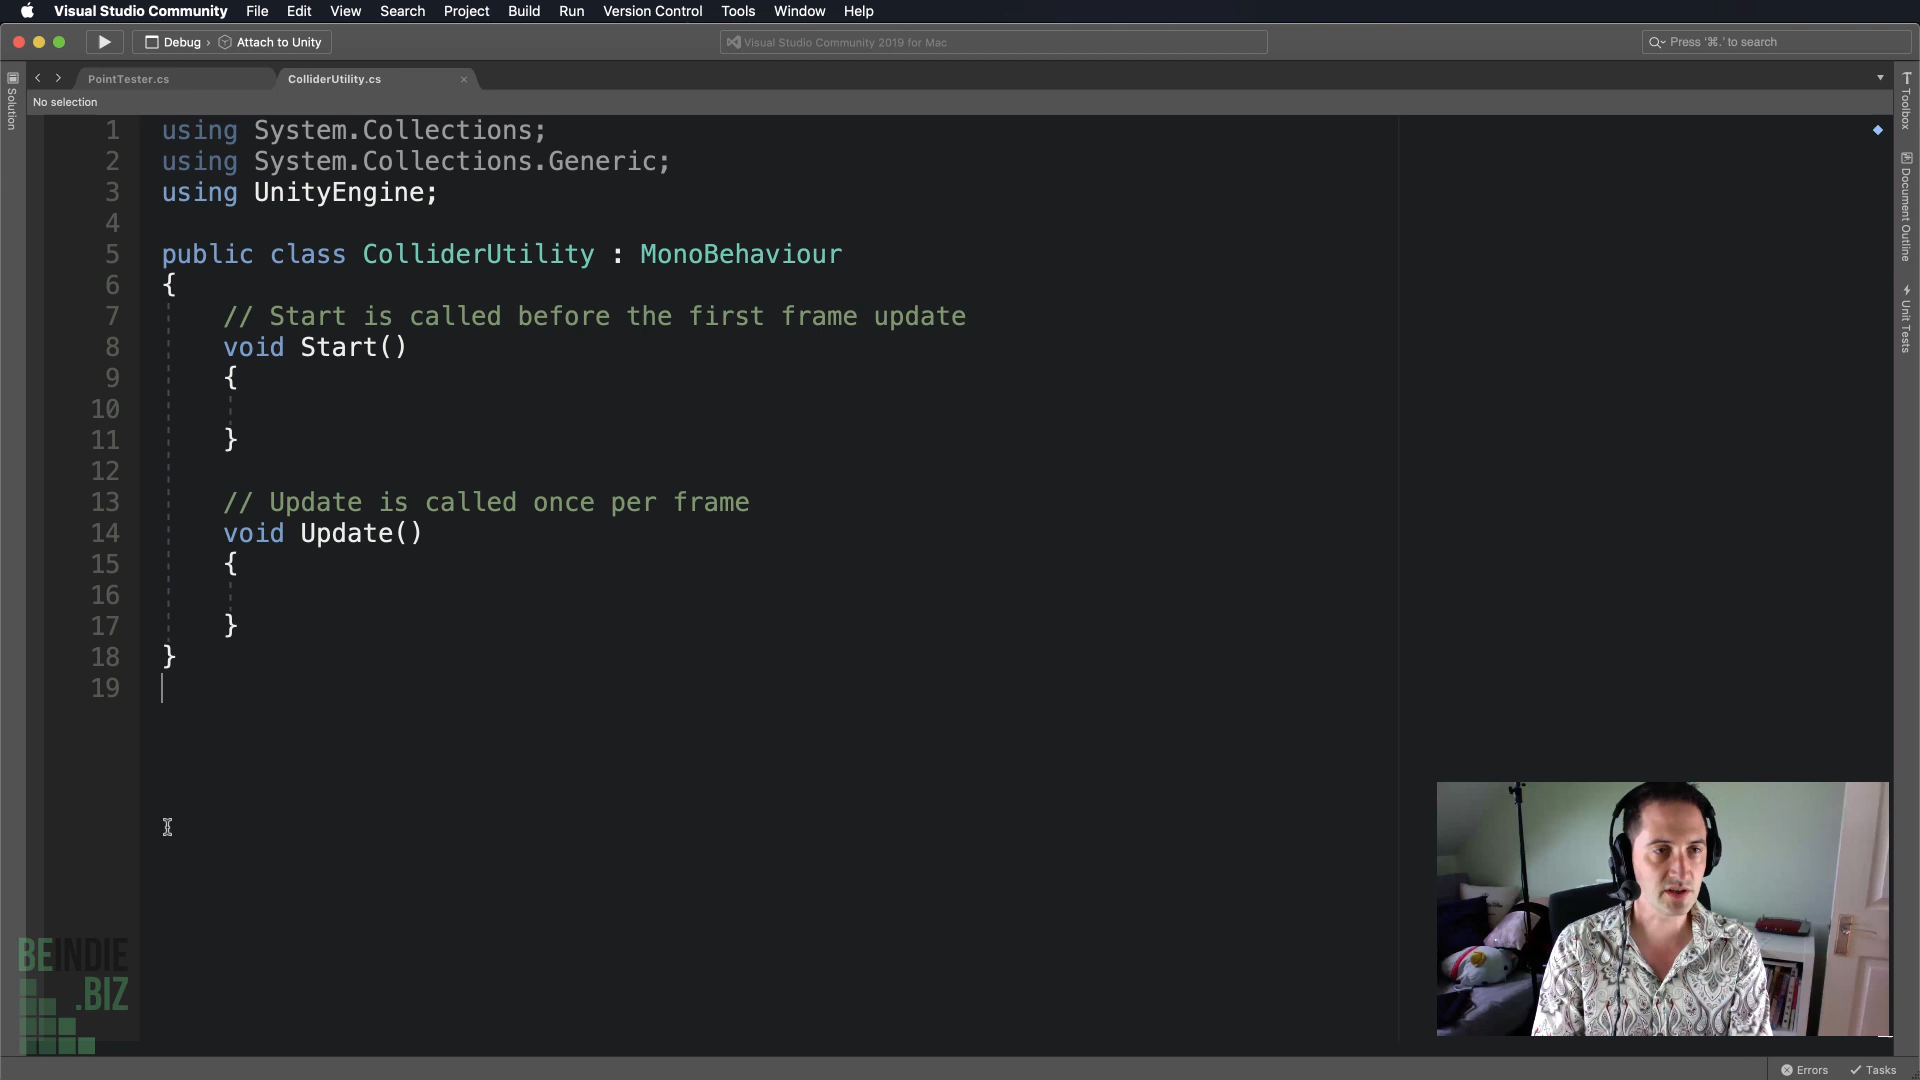 Visual Studio Community File Edit View Search Project Build Run Version Control Tools Window Help
Debug › Attach to Unity
Visual Studio Community 2019 for Mac
Press '⌘.' to search
PointTester.cs
ColliderUtility.cs
No selection
Solution
Toolbox
Document Outline
Unit Tests
1 using System.Collections;
2 using System.Collections.Generic;
3 using UnityEngine;
4
5 public class ColliderUtility : MonoBehaviour
6 {
7 // Start is called before the first frame update
8 void Start()
9 {
10
11 }
12
13 // Update is called once per frame
14 void Update()
15 {
16
17 }
18 }
19
BEINDIE
.BIZ
Errors Tasks